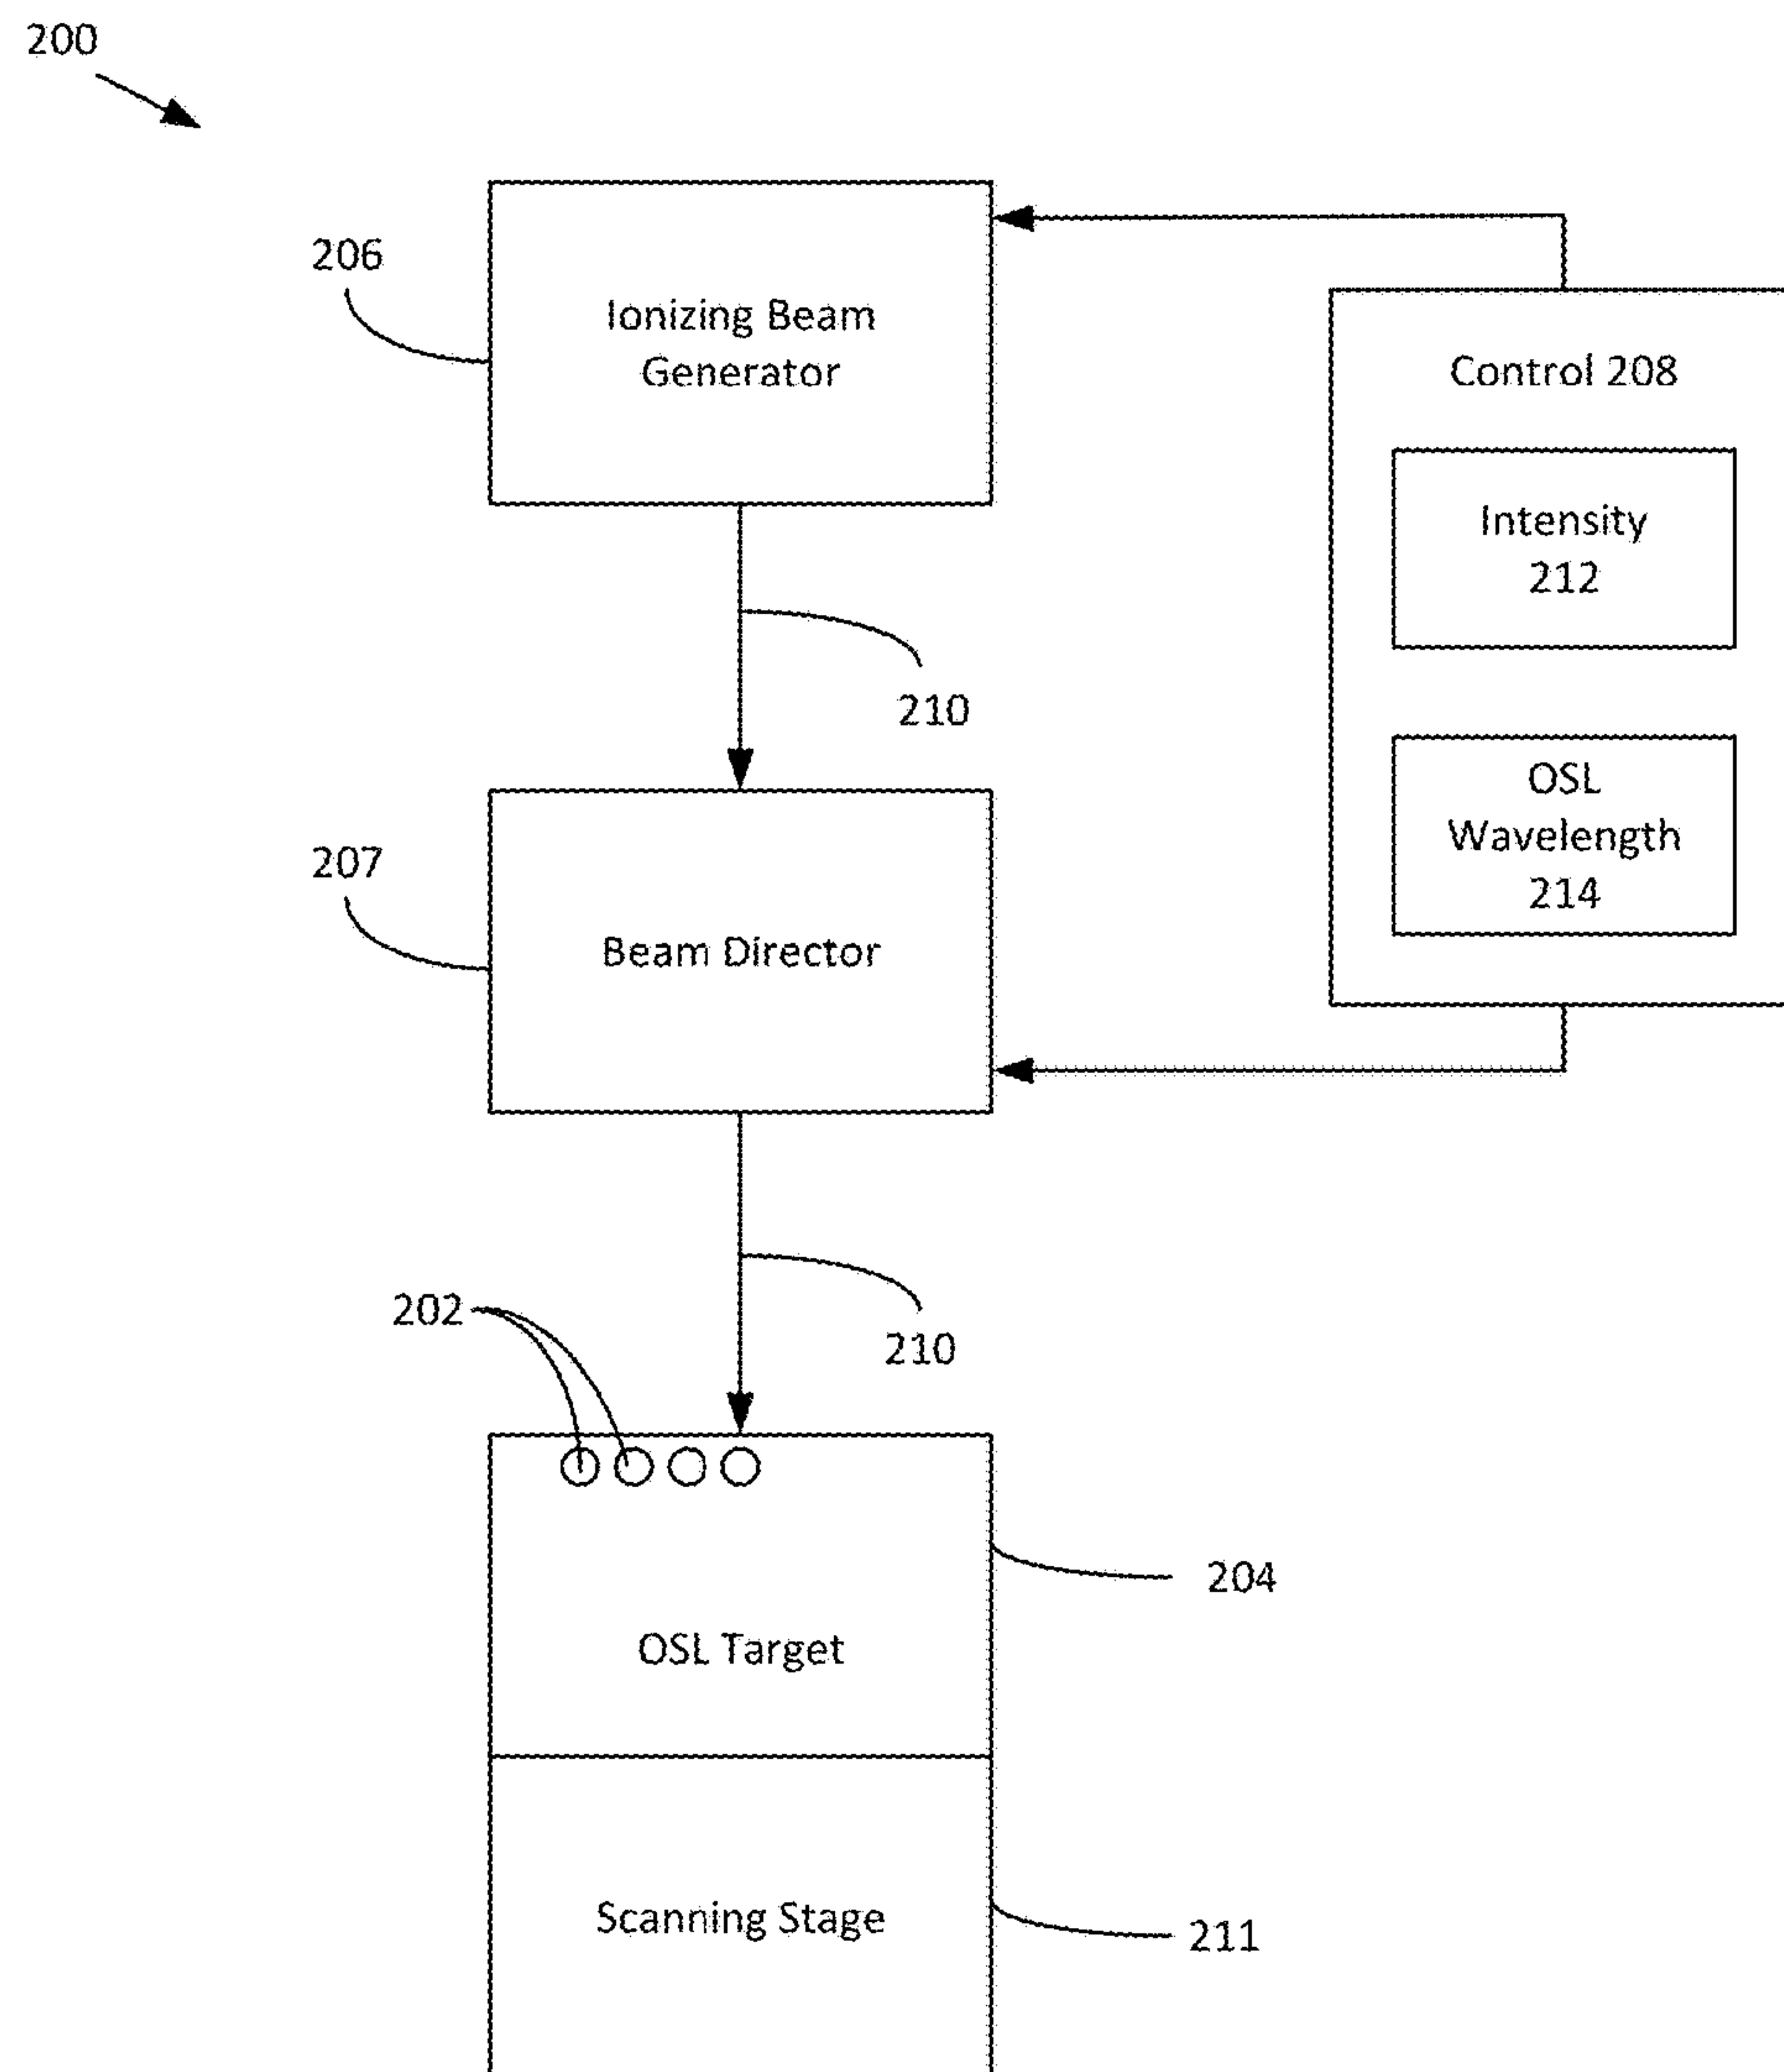 200
206
Ionizing Beam
Generator
Control 208
Intensity
212
210
OSL
Wavelength
214
207
Beam Director
202
210
204
OSL Target
Scanning Stage
211